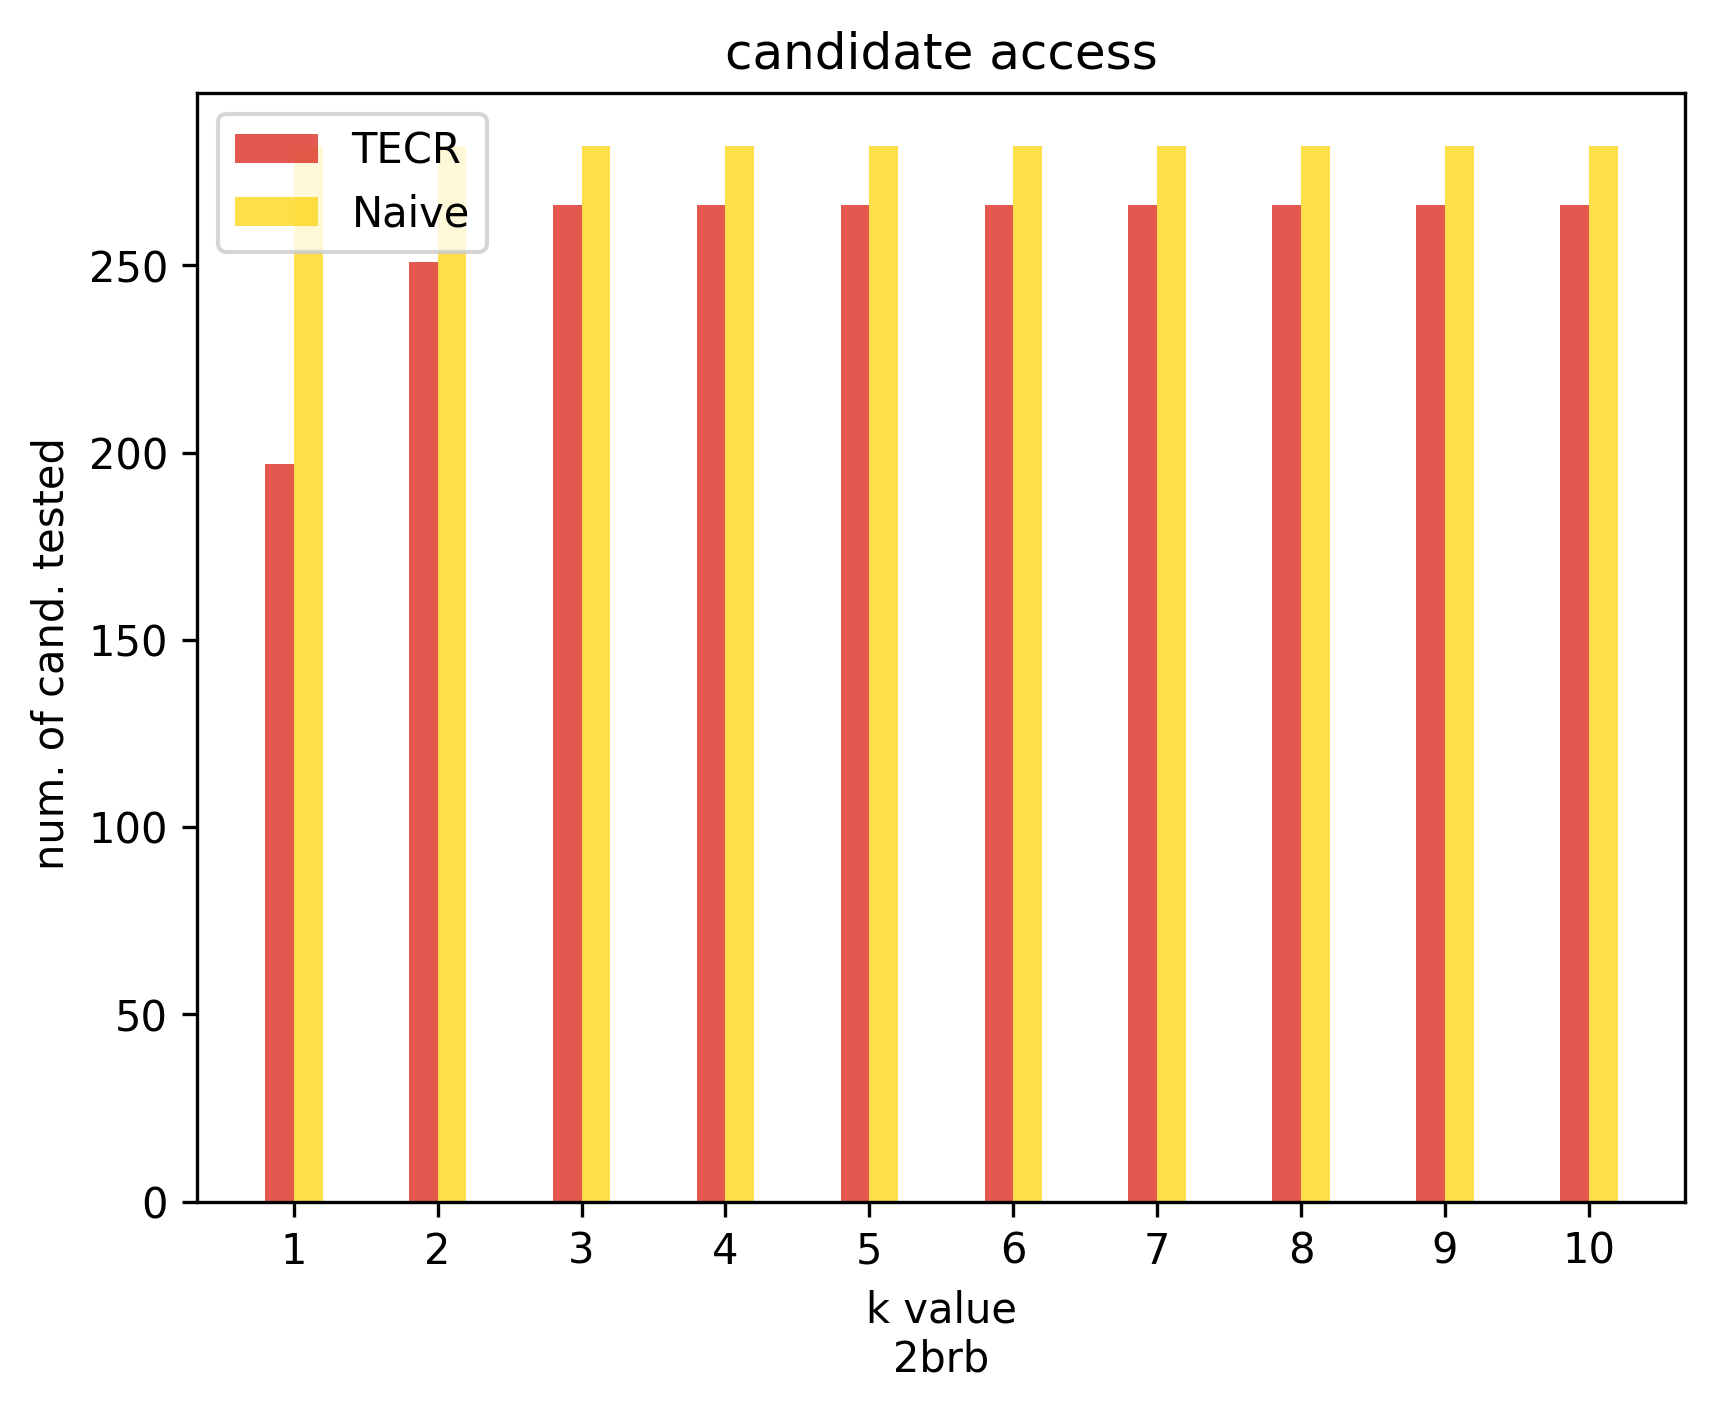 candidate access
TECR
Naive
num. of cand. tested
250
200
150
100
50
0
1 2 3 4 5 6 7 8 9 10
k value
2brb